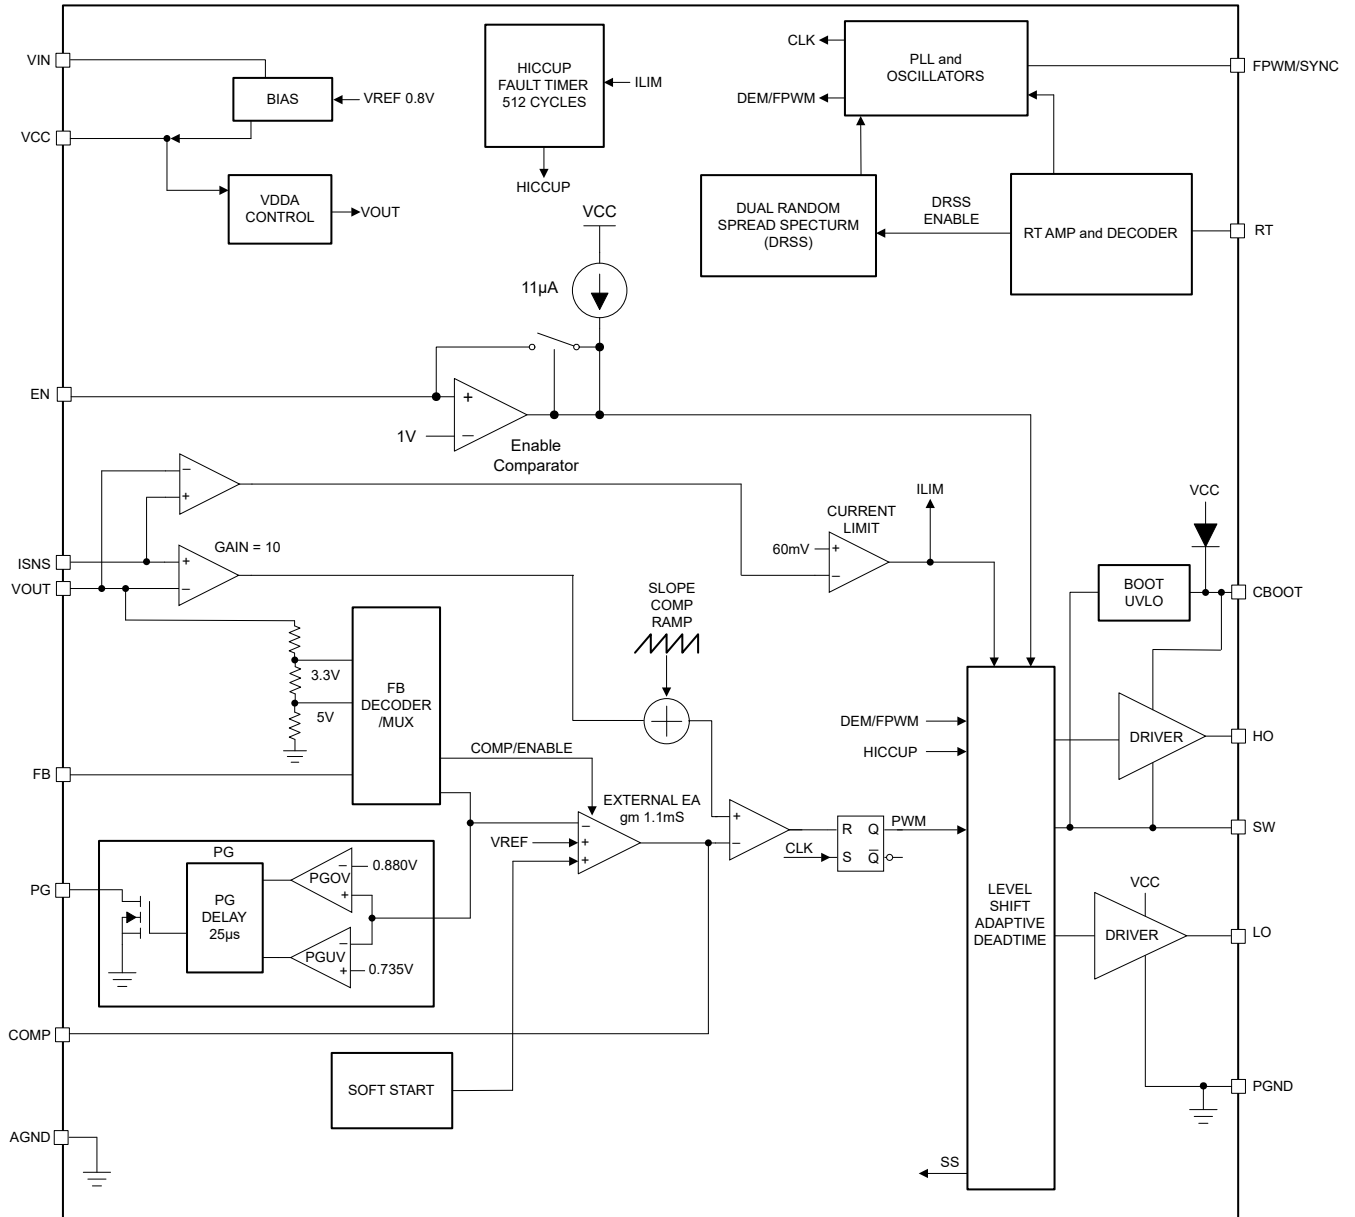 VIN
BIAS
VREF 0.8V
VCC
VDDA
CONTROL
VOUT
HICCUP
FAULT TIMER
512 CYCLES
ILIM
HICCUP
CLK
DEM/FPWM
PLL and
OSCILLATORS
FPWM/SYNC
DUAL RANDOM
SPREAD SPECTURM
(DRSS)
DRSS
ENABLE
RT AMP and DECODER
RT
VCC
11µA
EN
+
−
1V
Enable
Comparator
−
+
ISNS
VOUT
GAIN = 10
+
−
CURRENT
LIMIT
60mV
+
−
ILIM
VCC
BOOT
UVLO
CBOOT
SLOPE
COMP
RAMP
3.3V
5V
FB
DECODER
/MUX
FB
COMP/ENABLE
EXTERNAL EA
gm 1.1mS
VREF
−
+
+
+
−
R
Q
S
Q
CLK
PWM
DEM/FPWM
HICCUP
LEVEL
SHIFT
ADAPTIVE
DEADTIME
DRIVER
HO
SW
VCC
DRIVER
LO
PG
PG
PG
DELAY
25µs
PGOV
−
+
0.880V
PGUV
−
+
0.735V
COMP
SOFT START
AGND
SS
PGND